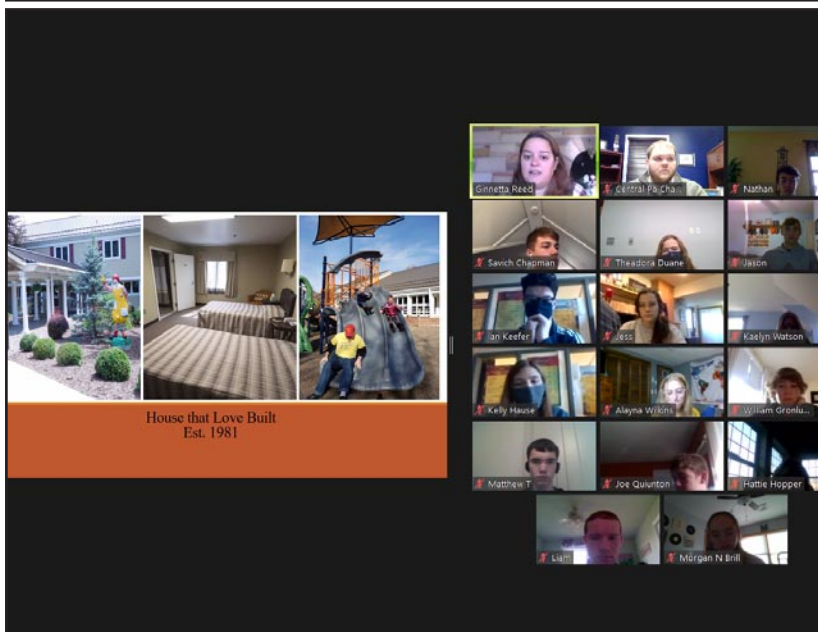 House that Love Built
Est. 1981
Ginnetta Reed
Central Pa Cha...
Nathan
Savich Chapman
Theadora Duane
Jason
Ian Keefer
Jess
Kaelyn Watson
Kelly Hause
Alayna Wilkins
William Gronlu...
Matthew T
Joe Quiunton
Hattie Hopper
Liam
Morgan N Brill